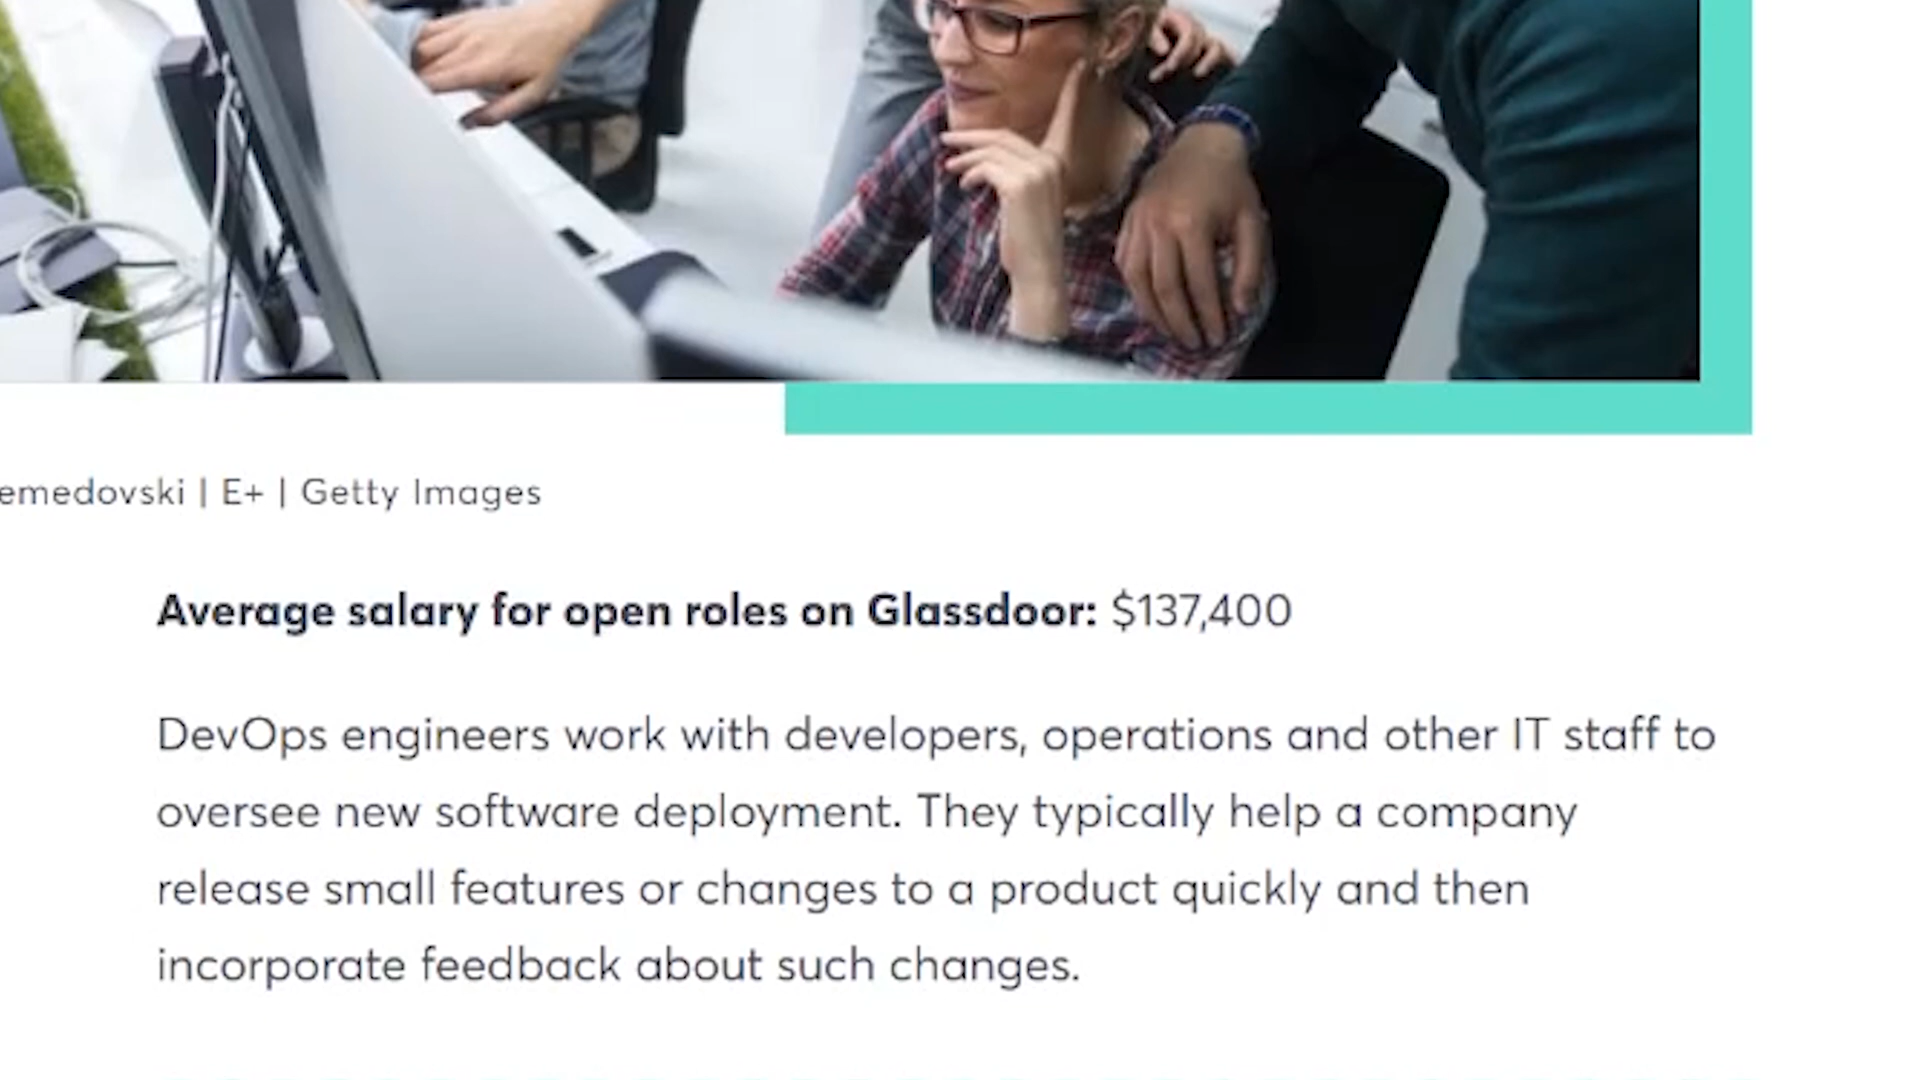 emedovski | E+ | Getty Images
Average salary for open roles on Glassdoor: $137,400
DevOps engineers work with developers, operations and other IT staff to
oversee new software deployment. They typically help a company
release small features or changes to a product quickly and then
incorporate feedback about such changes.